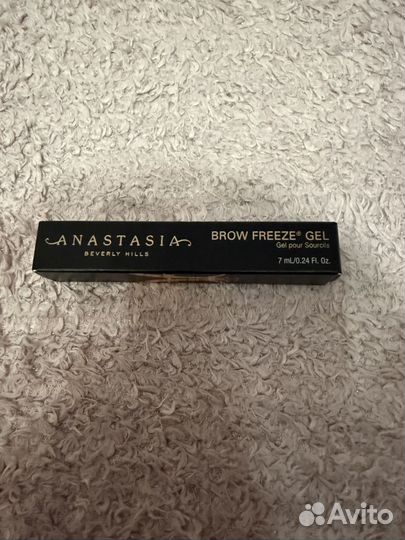 ANASTASIA
BEVERLY HILLS
BROW FREEZE® GEL
Gel pour Sourcils
7 mL/0.24 Fl. Oz.
Avito